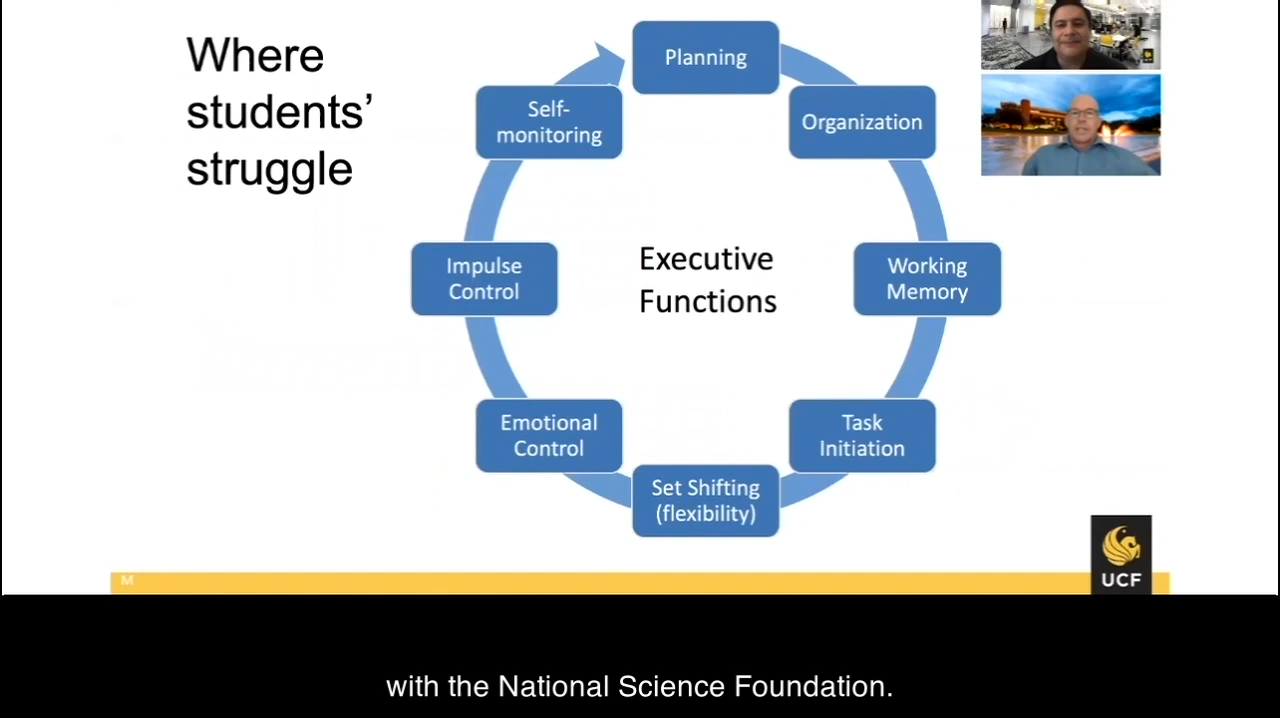 Where
students’
struggle
Planning
Organization
Working
Memory
Task
Initiation
Set Shifting
(flexibility)
Emotional
Control
Impulse
Control
Self-
monitoring
Executive
Functions
M
UCF
with the National Science Foundation.